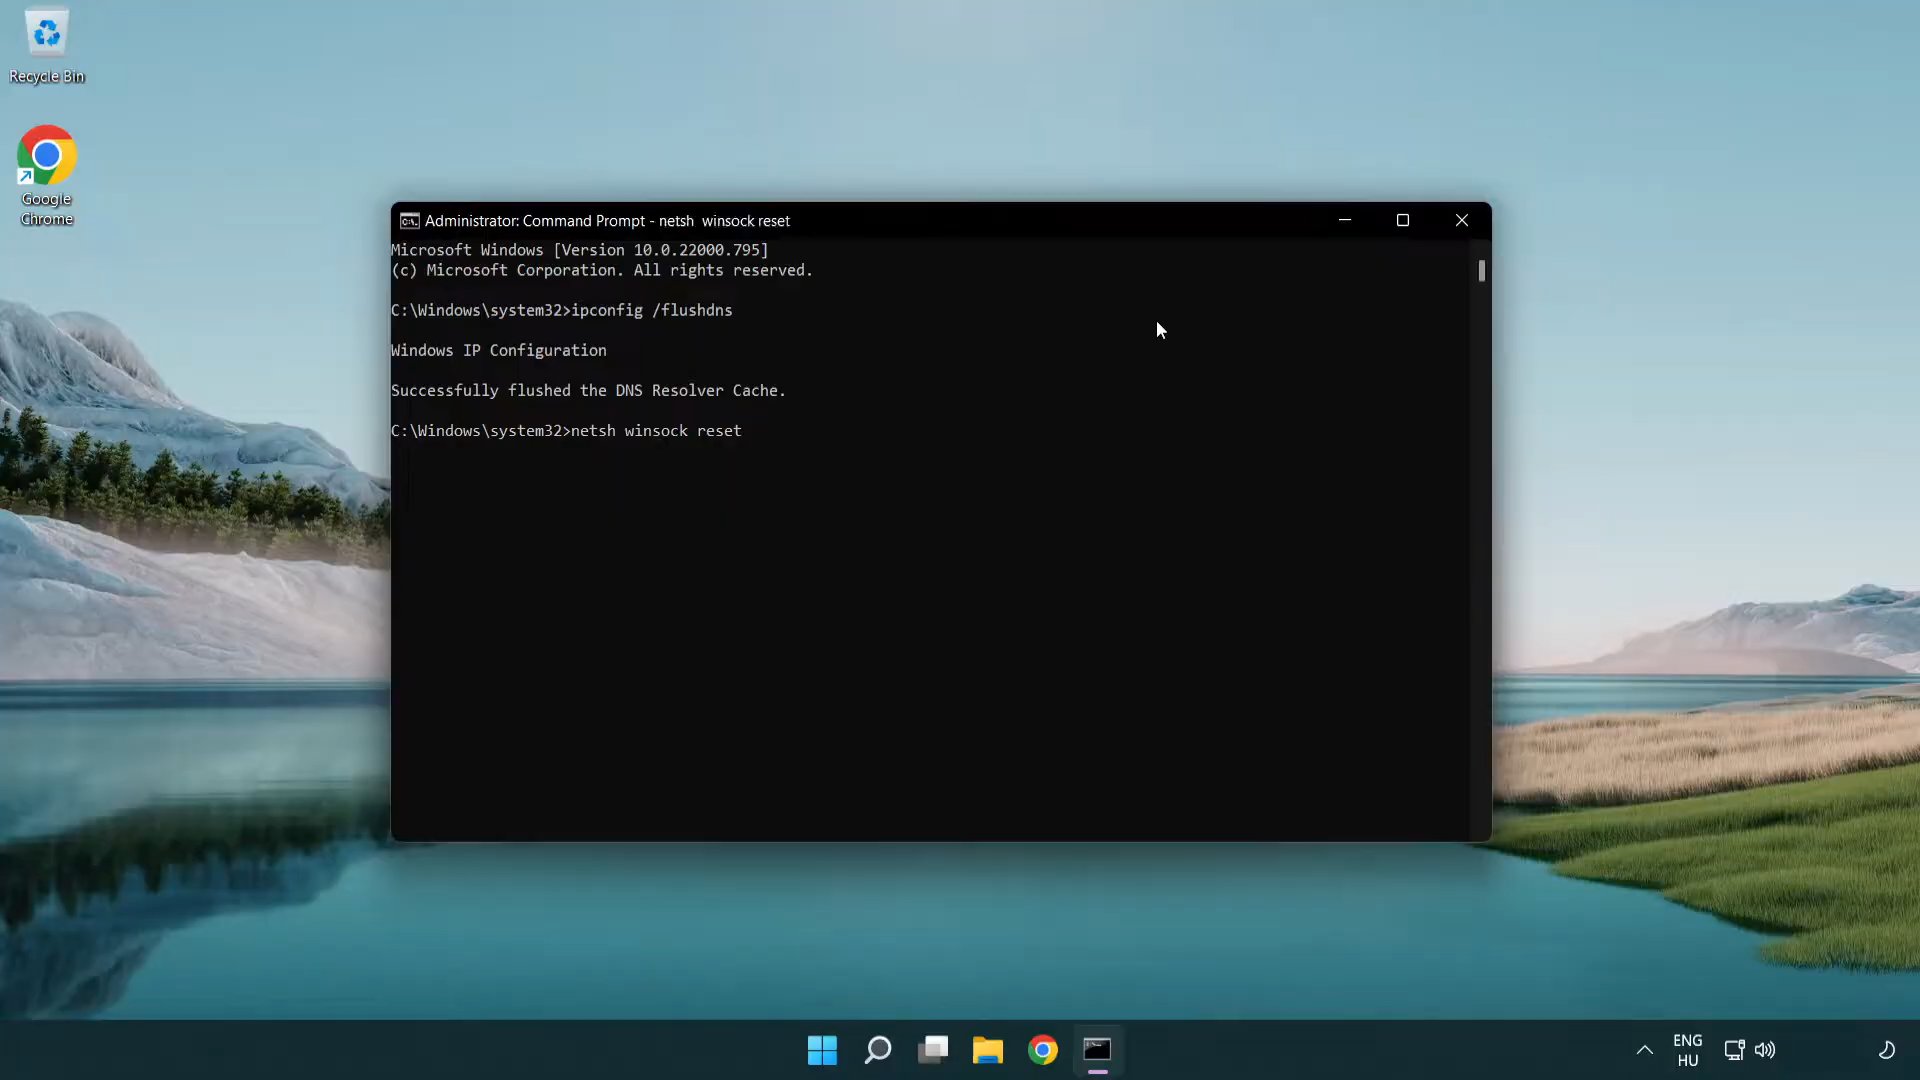 Recycle Bin
Google
Chrome
Administrator: Command Prompt - netsh  winsock reset
Microsoft Windows [Version 10.0.22000.795]
(c) Microsoft Corporation. All rights reserved.
C:\Windows\system32>ipconfig /flushdns
Windows IP Configuration
Successfully flushed the DNS Resolver Cache.
C:\Windows\system32>netsh winsock reset
ENG
HU